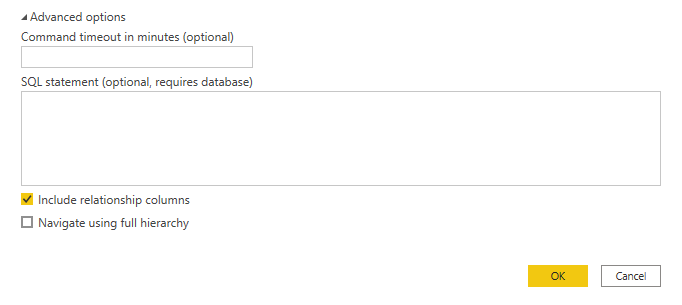 Advanced options
Command timeout in minutes (optional)
SQL statement (optional, requires database)
Include relationship columns
Navigate using full hierarchy
OK Cancel